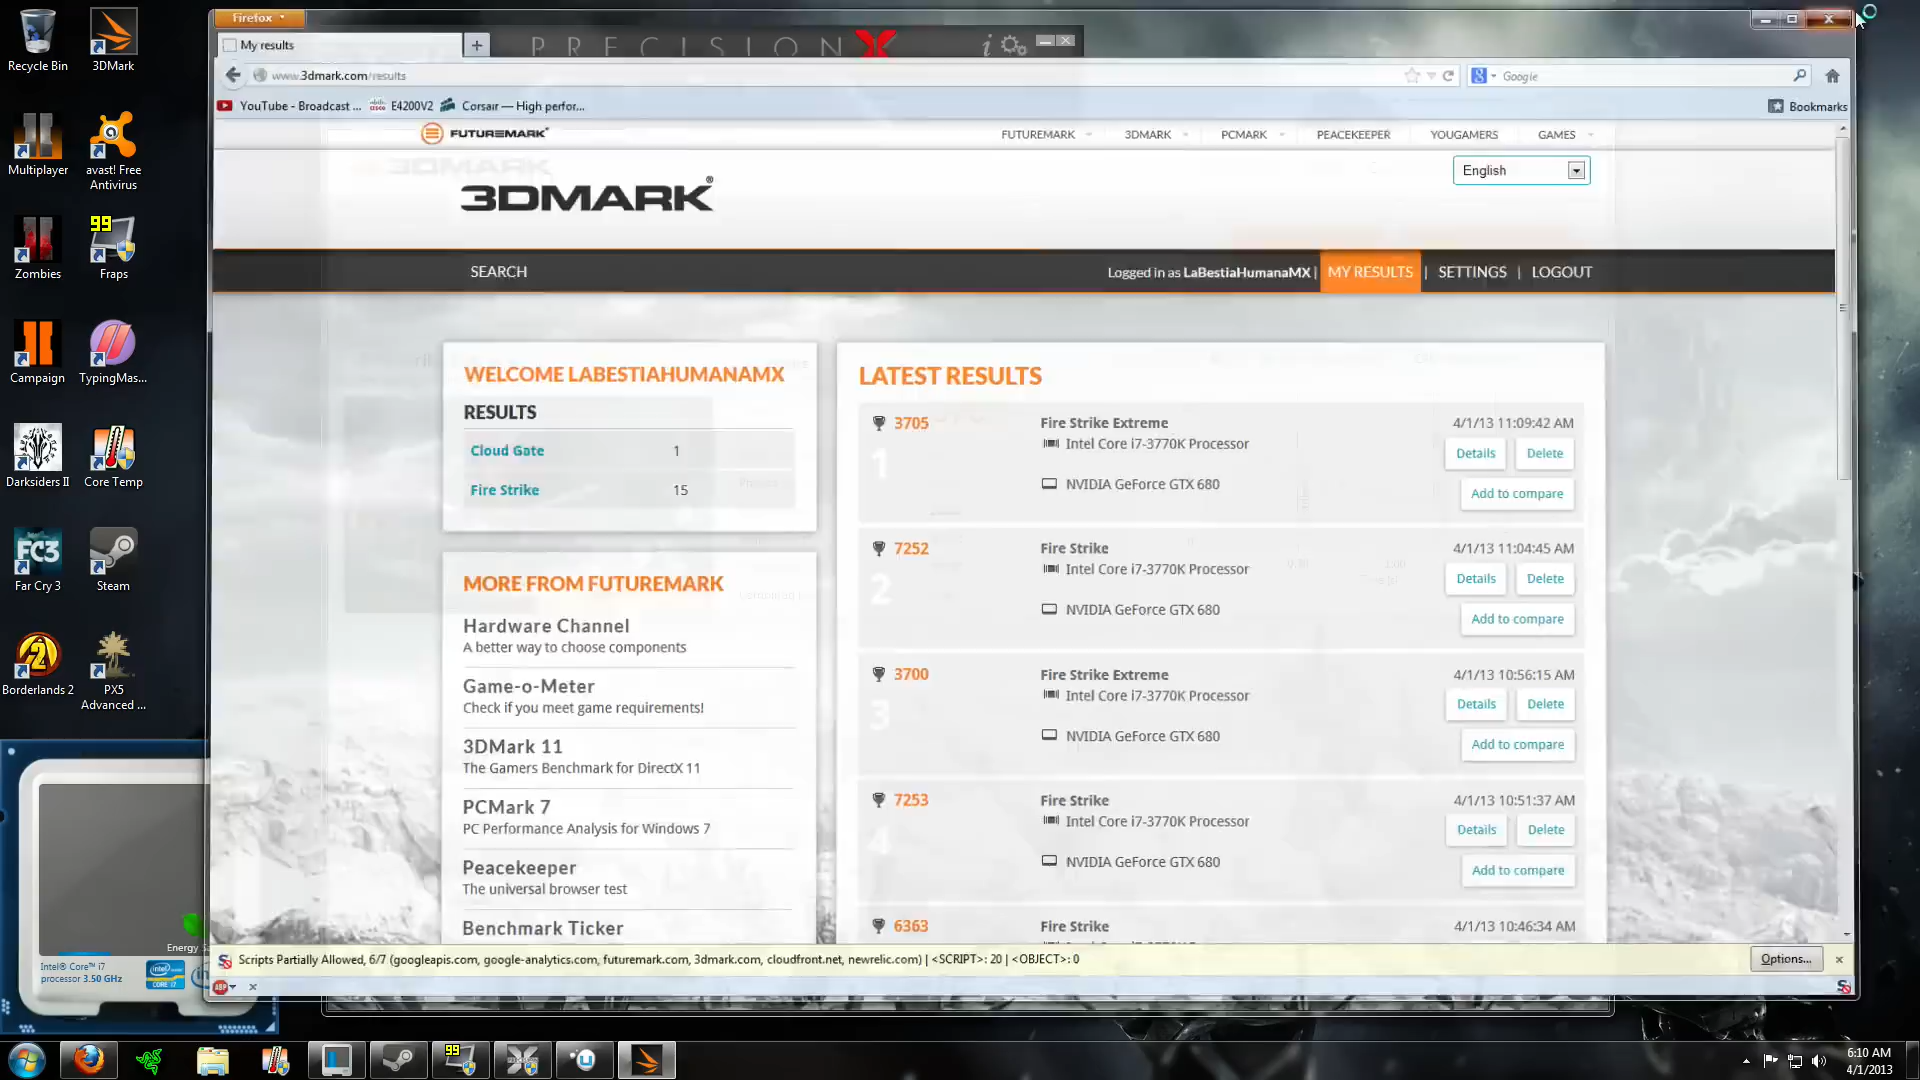 Recycle Bin
3DMark
Multiplayer
avast! Free
Antivirus
99
Zombies
Fraps
Campaign
TypingMas...
Darksiders II
Core Temp
FC3
Far Cry 3
Steam
Borderlands 2
PX5
Advanced ...
Energy
Intel® Core™ i7
processor 3.50 GHz
Firefox
PRECISION X
My results
www.3dmark.com/results
Google
YouTube - Broadcast ...
E4200V2
Corsair — High perfor...
Bookmarks
FUTUREMARK
FUTUREMARK
3DMARK
PCMARK
PEACEKEEPER
YOUGAMERS
GAMES
English
3DMARK®
SEARCH
Logged in as LaBestiaHumanaMX |
MY RESULTS
| SETTINGS
| LOGOUT
WELCOME LABESTIAHUMANAMX
RESULTS
Cloud Gate 1
Fire Strike 15
MORE FROM FUTUREMARK
Hardware Channel
A better way to choose components
Game-o-Meter
Check if you meet game requirements!
3DMark 11
The Gamers Benchmark for DirectX 11
PCMark 7
PC Performance Analysis for Windows 7
Peacekeeper
The universal browser test
Benchmark Ticker
LATEST RESULTS
3705 Fire Strike Extreme 4/1/13 11:09:42 AM
1
Intel Core i7-3770K Processor
Details Delete
NVIDIA GeForce GTX 680
Add to compare
7252 Fire Strike 4/1/13 11:04:45 AM
2
Intel Core i7-3770K Processor
Details Delete
NVIDIA GeForce GTX 680
Add to compare
3700 Fire Strike Extreme 4/1/13 10:56:15 AM
3
Intel Core i7-3770K Processor
Details Delete
NVIDIA GeForce GTX 680
Add to compare
7253 Fire Strike 4/1/13 10:51:37 AM
4
Intel Core i7-3770K Processor
Details Delete
NVIDIA GeForce GTX 680
Add to compare
6363 Fire Strike 4/1/13 10:46:34 AM
Scripts Partially Allowed, 6/7 (googleapis.com, google-analytics.com, futuremark.com, 3dmark.com, cloudfront.net, newrelic.com) | <SCRIPT>: 20 | <OBJECT>: 0
Options...
ABP
99
6:10 AM
4/1/2013